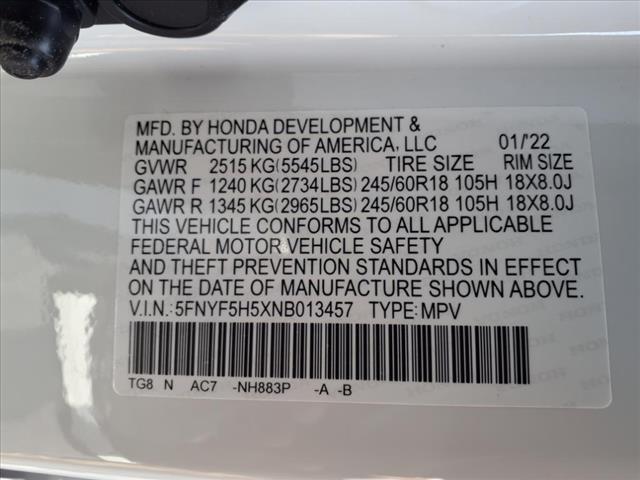 MFD. BY HONDA DEVELOPMENT &
MANUFACTURING OF AMERICA, LLC 01/'22
GVWR 2515 KG(5545LBS) TIRE SIZE RIM SIZE
GAWR F 1240 KG(2734LBS) 245/60R18 105H 18X8.0J
GAWR R 1345 KG(2965LBS) 245/60R18 105H 18X8.0J
THIS VEHICLE CONFORMS TO ALL APPLICABLE
FEDERAL MOTOR VEHICLE SAFETY
AND THEFT PREVENTION STANDARDS IN EFFECT
ON THE DATE OF MANUFACTURE SHOWN ABOVE.
V.I.N.:5FNYF5H5XNB013457 TYPE:MPV
TG8 N AC7 -NH883P -A -B